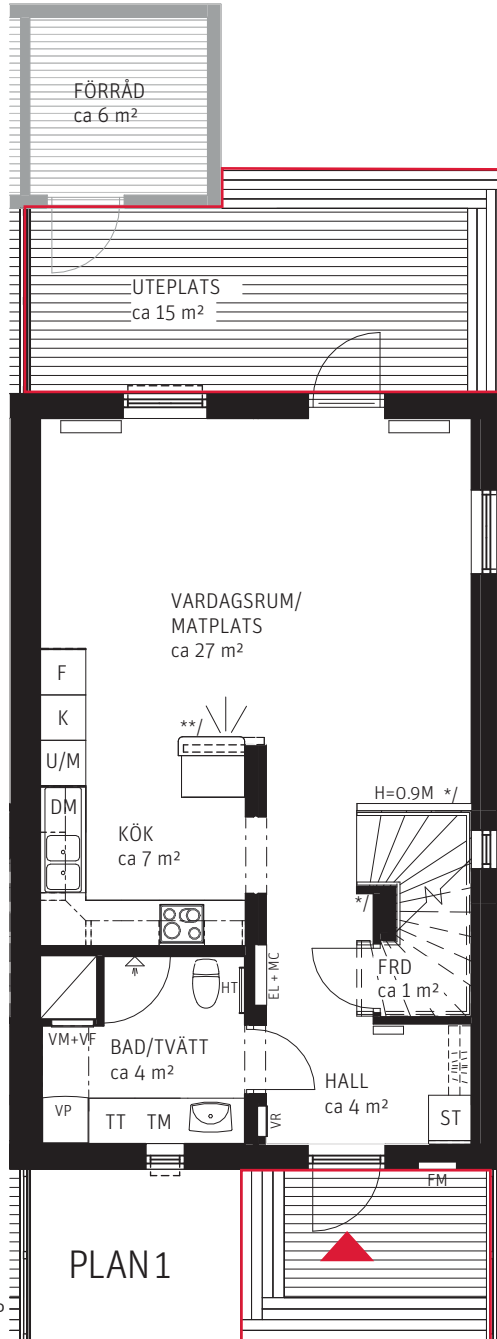 FÖRRÅD
ca 6 m²
UTEPLATS
ca 15 m²
VARDAGSRUM/
MATPLATS
ca 27 m²
F
K
**/
U/M
H=0.9M */
DM
KÖK
ca 7 m²
*/
FRD
ca 1 m²
EL + MC
HT
VM+VF
BAD/TVÄTT
ca 4 m²
HALL
ca 4 m²
VP
TT TM
VR
ST
FM
PLAN 1